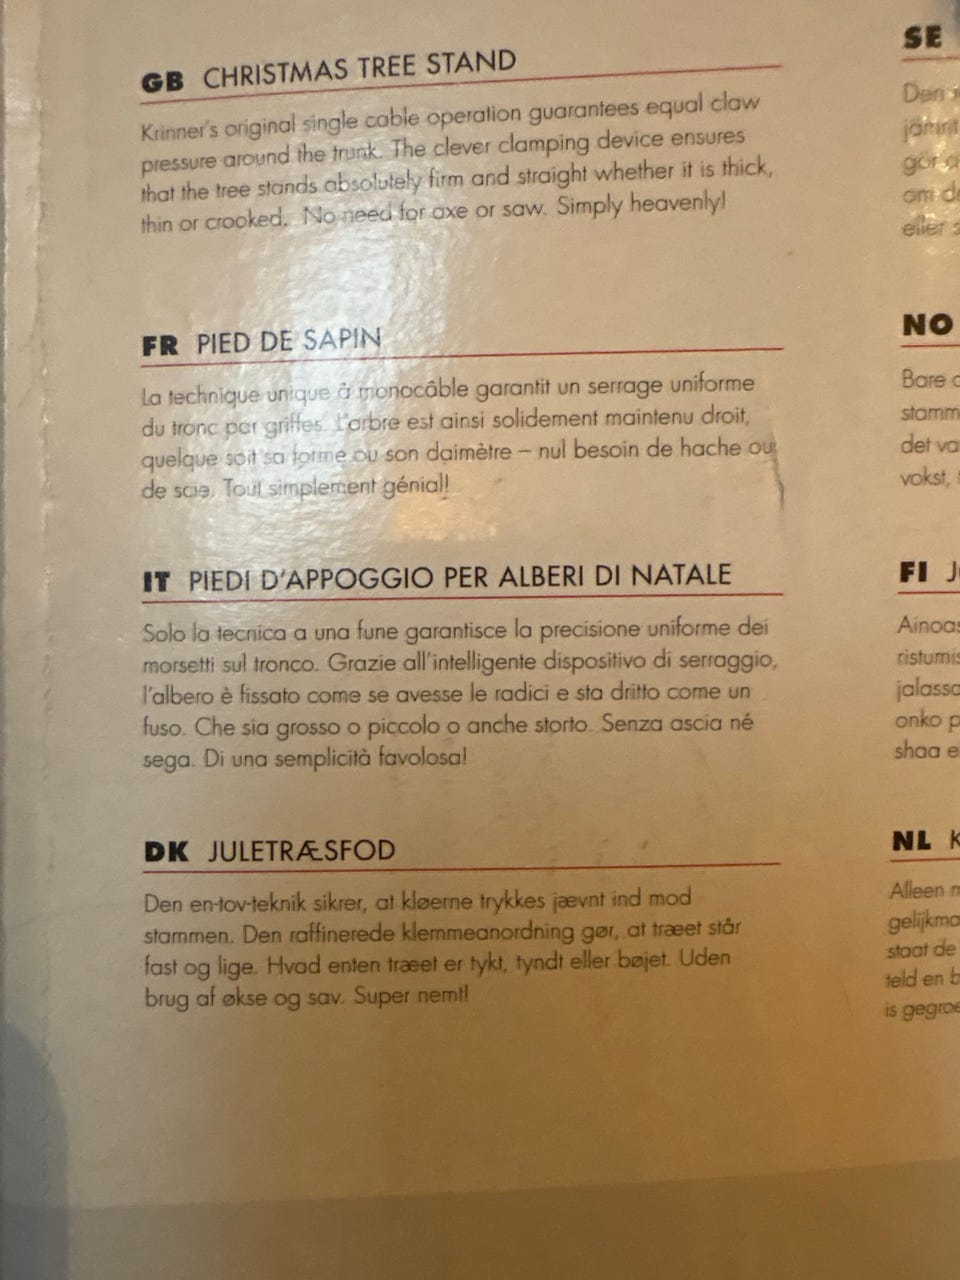 GB CHRISTMAS TREE STAND
Krinner's original single cable operation guarantees equal claw
pressure around the trunk. The clever clamping device ensures
that the tree stands absolutely firm and straight whether it is thick,
thin or crooked. No need for axe or saw. Simply heavenly!
FR PIED DE SAPIN
La technique unique à monocâble garantit un serrage uniforme
du tronc par griffes. L'arbre est ainsi solidement maintenu droit,
quelque soit sa forme ou son daimètre – nul besoin de hache ou
de scie. Tout simplement génial!
IT PIEDI D'APPOGGIO PER ALBERI DI NATALE
Solo la tecnica a una fune garantisce la precisione uniforme dei
morsetti sul tronco. Grazie all'intelligente dispositivo di serraggio,
l'albero è fissato come se avesse le radici e sta dritto come un
fuso. Che sia grosso o piccolo o anche storto. Senza ascia né
sega. Di una semplicità favolosa!
DK JULETRÆSFOD
Den en-tov-teknik sikrer, at kløerne trykkes jævnt ind mod
stammen. Den raffinerede klemmeanordning gør, at træet står
fast og lige. Hvad enten træet er tykt, tyndt eller bøjet. Uden
brug af økse og sav. Super nemt!
SE
Den
gör
om
eller
NO
Bare
stamm
det va
vokst,
FI
Ainoas
ristumis
jalassa
onko p
shaa e
NL K
Alleen
gelijkma
staat de
teld en b
is gegroe